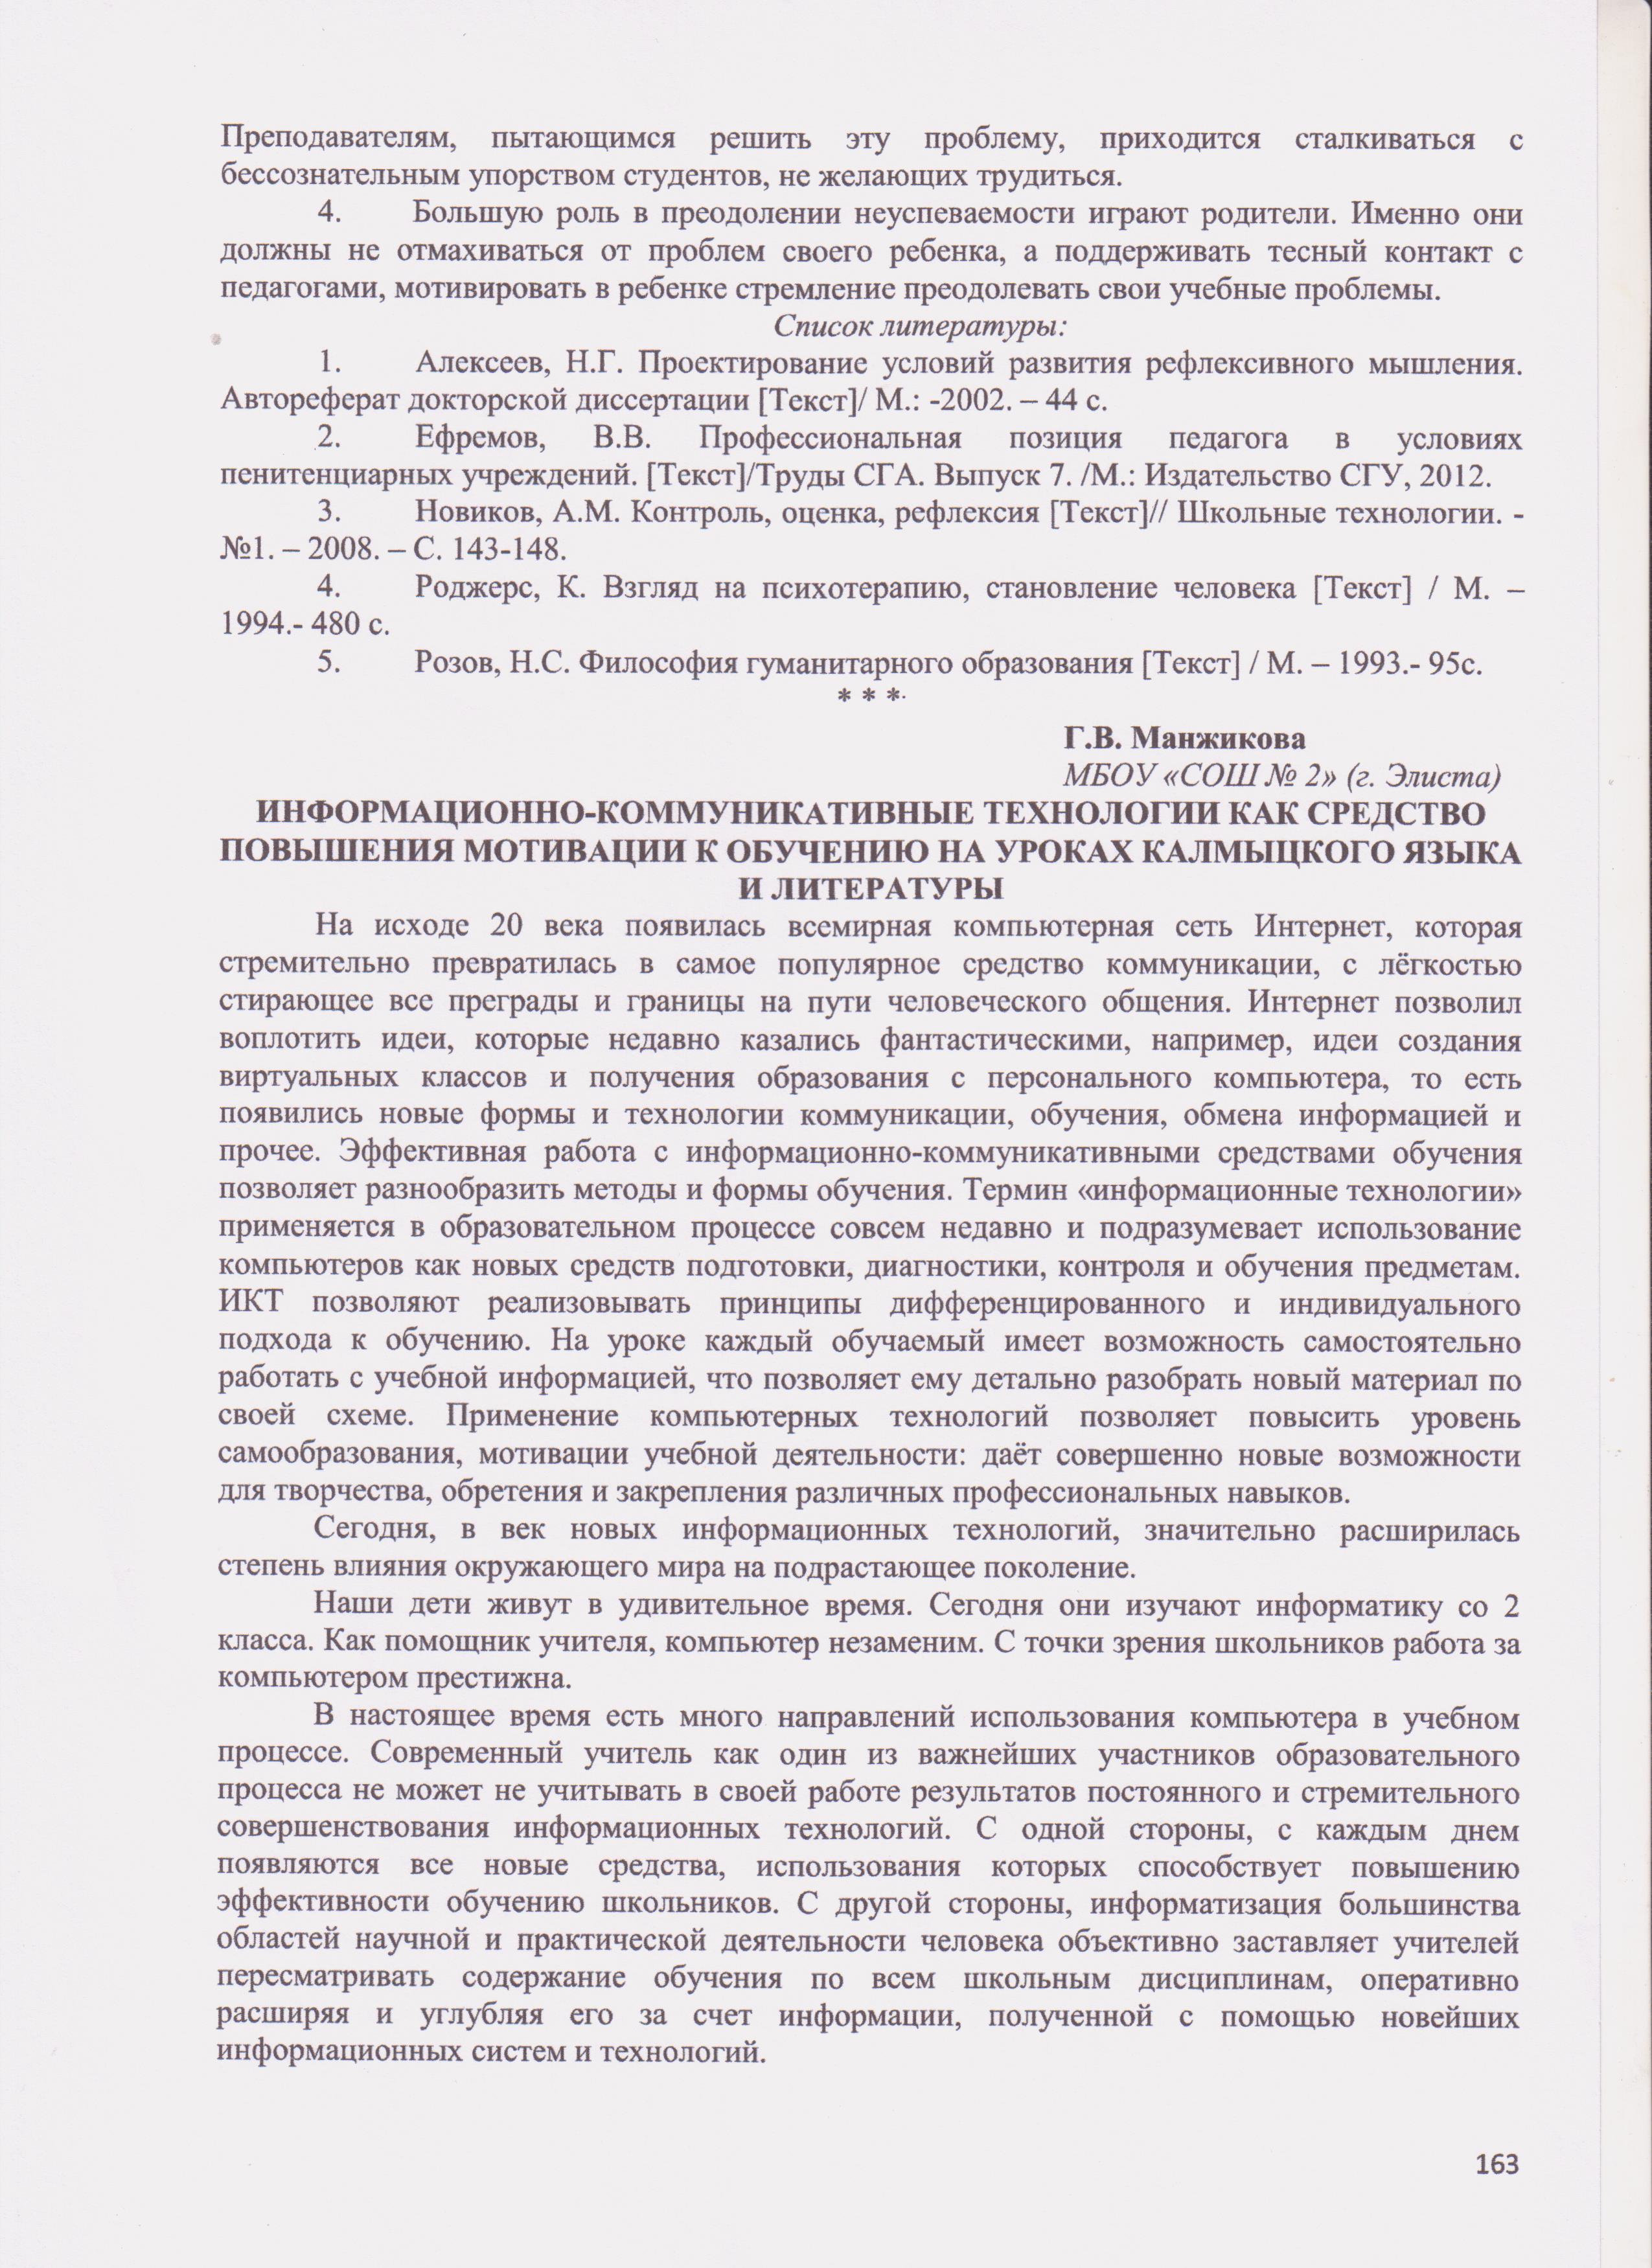 Преподавателям, пытающимся решить эту проблему, приходится сталкиваться с
бессознательным упорством студентов, не желающих трудиться.
4. Большую роль в преодолении неуспеваемости играют родители. Именно они
должны не отмахиваться от проблем своего ребенка, а поддерживать тесный контакт с
педагогами, мотивировать в ребенке стремление преодолевать свои учебные проблемы.
Список литературы:
1. Алексеев, Н.Г. Проектирование условий развития рефлексивного мышления.
Автореферат докторской диссертации [Текст]/ М.: -2002. – 44 с.
2. Ефремов, В.В. Профессиональная позиция педагога в условиях
пенитенциарных учреждений. [Текст]/Труды СГА. Выпуск 7. /М.: Издательство СГУ, 2012.
3. Новиков, А.М. Контроль, оценка, рефлексия [Текст]// Школьные технологии. -
№1. – 2008. – С. 143-148.
4. Роджерс, К. Взгляд на психотерапию, становление человека [Текст] / М. –
1994.- 480 с.
5. Розов, Н.С. Философия гуманитарного образования [Текст] / М. – 1993.- 95с.
* * *
Г.В. Манжикова
МБОУ «СОШ № 2» (г. Элиста)
ИНФОРМАЦИОННО-КОММУНИКАТИВНЫЕ ТЕХНОЛОГИИ КАК СРЕДСТВО
ПОВЫШЕНИЯ МОТИВАЦИИ К ОБУЧЕНИЮ НА УРОКАХ КАЛМЫЦКОГО ЯЗЫКА
И ЛИТЕРАТУРЫ
На исходе 20 века появилась всемирная компьютерная сеть Интернет, которая
стремительно превратилась в самое популярное средство коммуникации, с лёгкостью
стирающее все преграды и границы на пути человеческого общения. Интернет позволил
воплотить идеи, которые недавно казались фантастическими, например, идеи создания
виртуальных классов и получения образования с персонального компьютера, то есть
появились новые формы и технологии коммуникации, обучения, обмена информацией и
прочее. Эффективная работа с информационно-коммуникативными средствами обучения
позволяет разнообразить методы и формы обучения. Термин «информационные технологии»
применяется в образовательном процессе совсем недавно и подразумевает использование
компьютеров как новых средств подготовки, диагностики, контроля и обучения предметам.
ИКТ позволяют реализовывать принципы дифференцированного и индивидуального
подхода к обучению. На уроке каждый обучаемый имеет возможность самостоятельно
работать с учебной информацией, что позволяет ему детально разобрать новый материал по
своей схеме. Применение компьютерных технологий позволяет повысить уровень
самообразования, мотивации учебной деятельности: даёт совершенно новые возможности
для творчества, обретения и закрепления различных профессиональных навыков.
Сегодня, в век новых информационных технологий, значительно расширилась
степень влияния окружающего мира на подрастающее поколение.
Наши дети живут в удивительное время. Сегодня они изучают информатику со 2
класса. Как помощник учителя, компьютер незаменим. С точки зрения школьников работа за
компьютером престижна.
В настоящее время есть много направлений использования компьютера в учебном
процессе. Современный учитель как один из важнейших участников образовательного
процесса не может не учитывать в своей работе результатов постоянного и стремительного
совершенствования информационных технологий. С одной стороны, с каждым днем
появляются все новые средства, использования которых способствует повышению
эффективности обучению школьников. С другой стороны, информатизация большинства
областей научной и практической деятельности человека объективно заставляет учителей
пересматривать содержание обучения по всем школьным дисциплинам, оперативно
расширяя и углубляя его за счет информации, полученной с помощью новейших
информационных систем и технологий.
163